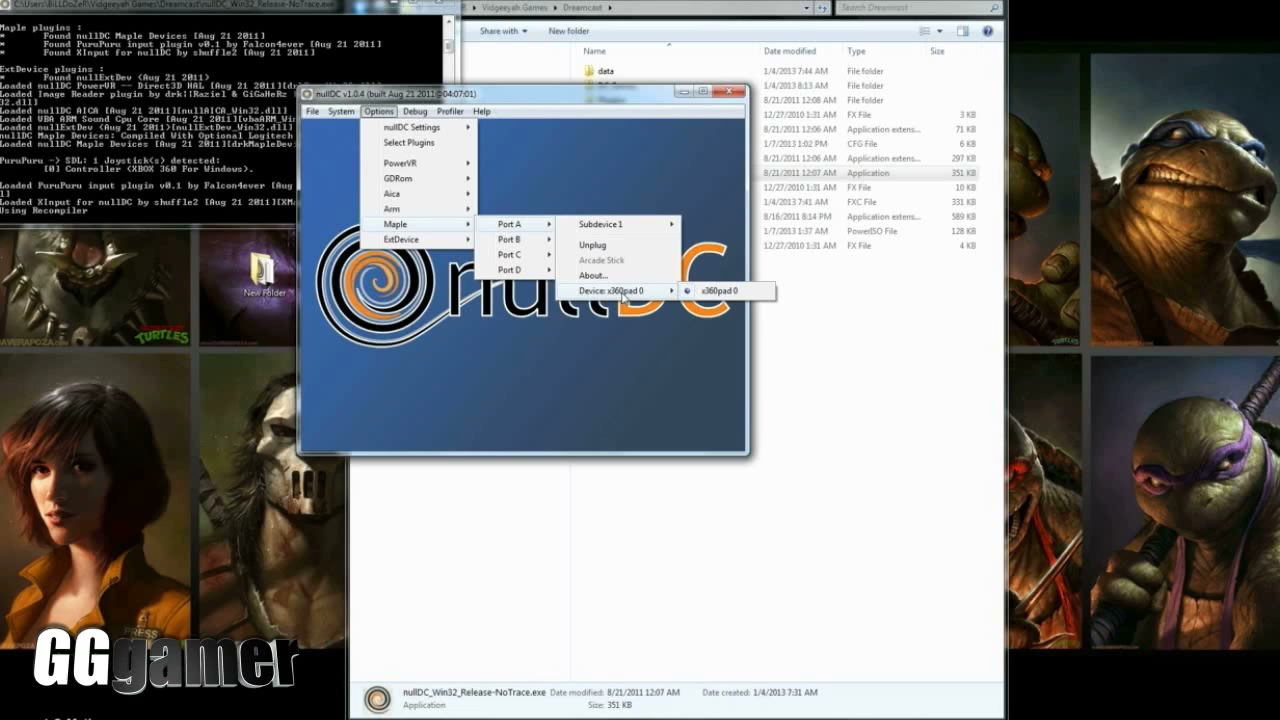 C:\Users\BiLLDoZeR\Vidgeeyah Games\Dreamcast\nullDC_Win32_Release-NoTrace.exe
Maple plugins :
* Found nullDC Maple Devices [Aug 21 2011]
* Found PuruPuru input plugin v0.1 by Falcon4ever [Aug 21 2011]
* Found XInput for nullDC by shuffle2 [Aug 21 2011]
ExtDevice plugins :
* Found nullExtDev (Aug 21 2011)
Loaded nullDC PowerVR -- Direct3D HAL [Aug 21 2011][dr
Loaded Image Reader plugin by drk||Raziel & GiGaHeRz
32.dll]
Loaded nullDC AICA [Aug 21 2011][nullAICA_Win32.dll]
Loaded VBA ARM Sound Cpu Core [Aug 21 2011][vbaARM_Wi
Loaded nullExtDev (Aug 21 2011)[nullExtDev_Win32.dll]
nullDC Maple Devices: Compiled With Optional Logitech
Loaded nullDC Maple Devices [Aug 21 2011][drkMapleDev
PuruPuru -> SDL: 1 Joystick(s) detected:
[0] Controller (XBOX 360 For Windows).
Loaded PuruPuru input plugin v0.1 by Falcon4ever [Aug
l]
Loaded XInput for nullDC by shuffle2 [Aug 21 2011][XMa
Using Recompiler
Vidgeeyah Games Dreamcast Search Dreamcast
Share with New folder
Name Date modified Type Size
data 1/4/2013 7:44 AM File folder
1/4/2013 8:13 AM File folder
8/21/2011 12:08 AM File folder
12/27/2010 1:31 AM FX File 3 KB
8/21/2011 12:06 AM Application extens... 71 KB
1/7/2013 1:02 PM CFG File 6 KB
8/21/2011 12:06 AM Application extens... 297 KB
8/21/2011 12:07 AM Application 351 KB
12/27/2010 1:31 AM FX File 10 KB
1/4/2013 7:41 AM FXC File 331 KB
8/16/2011 8:14 PM Application extens... 589 KB
1/7/2013 1:37 AM PowerISO File 128 KB
12/27/2010 1:31 AM FX File 4 KB
nullDC v1.0.4 (built Aug 21 2011@04:07:01)
File System Options Debug Profiler Help
nullDC Settings
Select Plugins
PowerVR
GDRom
Aica
Arm
Maple
ExtDevice
Port A
Port B
Port C
Port D
Subdevice 1
Unplug
Arcade Stick
About...
Device: x360pad 0
x360pad 0
nullDC
New Folder
TURTLES
TURTLES
PRESS
GGgamer
nullDC_Win32_Release-NoTrace.exe Date modified: 8/21/2011 12:07 AM Date created: 1/4/2013 7:31 AM
Application Size: 351 KB